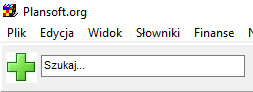 Plansoft.org
Plik Edycja Widok Słowniki Finanse
Szukaj...